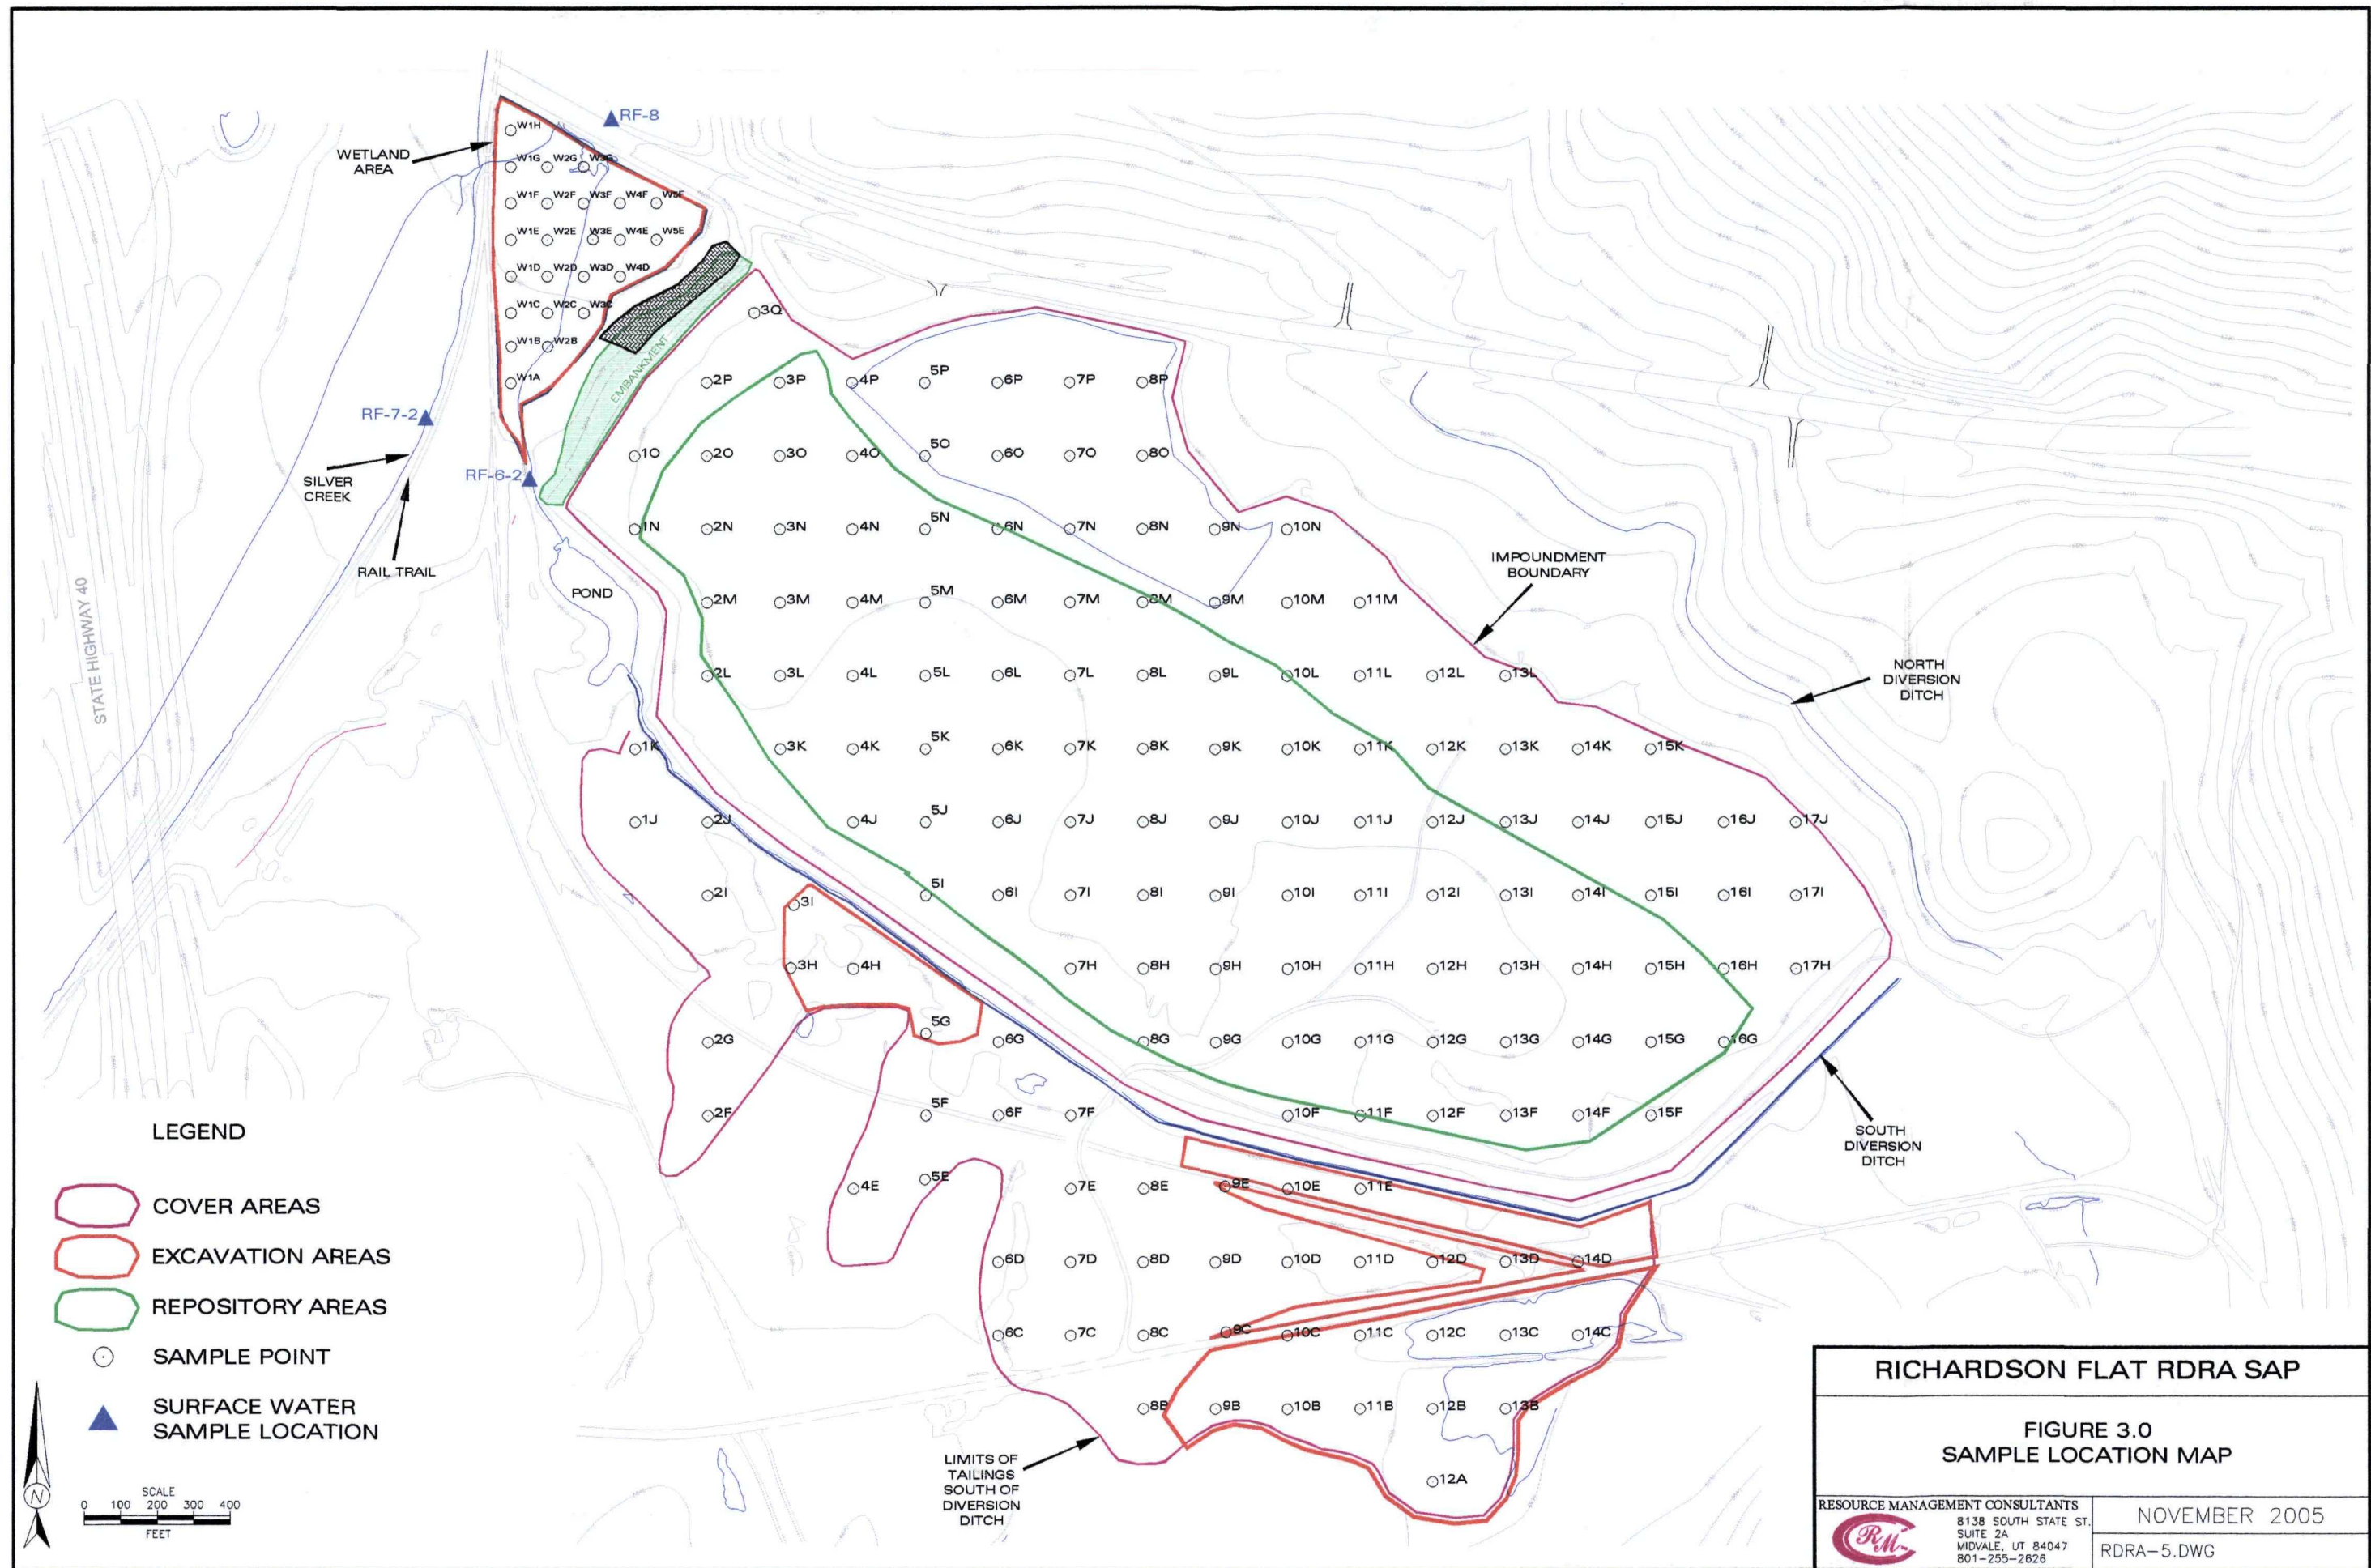 RF-8
WETLAND
AREA
W1H
W1G W2G W3G
W1F W2F W3F W4F W5F
W1E W2E W3E W4E W5E
W1D W2D W3D W4D
W1C W2C W3C
W1B W2B
W1A
EMBANKMENT
RF-7-2
RF-6-2
SILVER
CREEK
RAIL TRAIL
POND
STATE HIGHWAY 40
IMPOUNDMENT
BOUNDARY
NORTH
DIVERSION
DITCH
SOUTH
DIVERSION
DITCH
3Q
2P 3P 4P 5P 6P 7P 8P
1O 2O 3O 4O 5O 6O 7O 8O
1N 2N 3N 4N 5N 6N 7N 8N 9N 10N
2M 3M 4M 5M 6M 7M 8M 9M 10M 11M
2L 3L 4L 5L 6L 7L 8L 9L 10L 11L 12L 13L
1K 3K 4K 5K 6K 7K 8K 9K 10K 11K 12K 13K 14K 15K
1J 2J 4J 5J 6J 7J 8J 9J 10J 11J 12J 13J 14J 15J 16J 17J
2I 3I 5I 6I 7I 8I 9I 10I 11I 12I 13I 14I 15I 16I 17I
3H 4H 7H 8H 9H 10H 11H 12H 13H 14H 15H 16H 17H
2G 5G 6G 8G 9G 10G 11G 12G 13G 14G 15G 16G
2F 5F 6F 7F 10F 11F 12F 13F 14F 15F
4E 5E 7E 8E 9E 10E 11E
6D 7D 8D 9D 10D 11D 12D 13D 14D
6C 7C 8C 9C 10C 11C 12C 13C 14C
8B 9B 10B 11B 12B 13B
12A
LIMITS OF
TAILINGS
SOUTH OF
DIVERSION
DITCH
LEGEND
COVER AREAS
EXCAVATION AREAS
REPOSITORY AREAS
SAMPLE POINT
SURFACE WATER
SAMPLE LOCATION
N
SCALE
0 100 200 300 400
FEET
RICHARDSON FLAT RDRA SAP
FIGURE 3.0
SAMPLE LOCATION MAP
RESOURCE MANAGEMENT CONSULTANTS
RM
8138 SOUTH STATE ST.
SUITE 2A
MIDVALE, UT 84047
801-255-2626
NOVEMBER 2005
RDRA-5.DWG